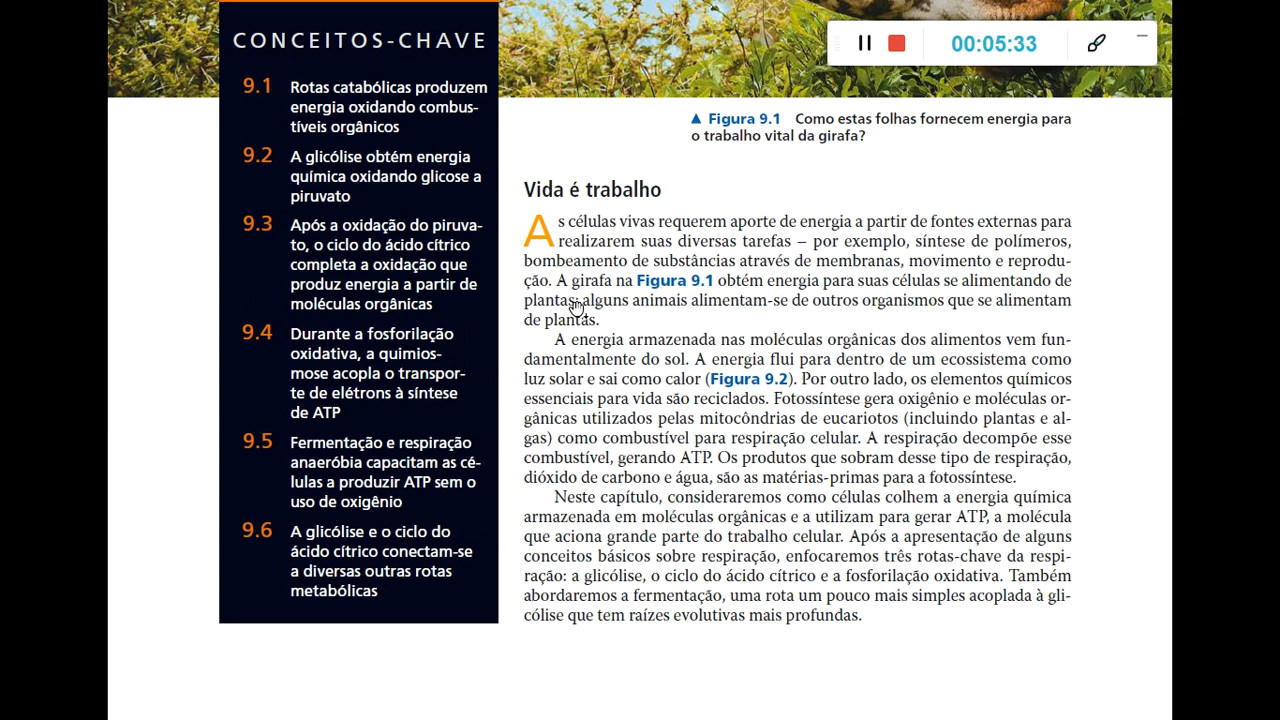 CONCEITOS-CHAVE
9.1 Rotas catabólicas produzem
energia oxidando combus-
tíveis orgânicos
9.2 A glicólise obtém energia
química oxidando glicose a
piruvato
9.3 Após a oxidação do piruva-
to, o ciclo do ácido cítrico
completa a oxidação que
produz energia a partir de
moléculas orgânicas
9.4 Durante a fosforilação
oxidativa, a quimios-
mose acopla o transpor-
te de elétrons à síntese
de ATP
9.5 Fermentação e respiração
anaeróbia capacitam as cé-
lulas a produzir ATP sem o
uso de oxigênio
9.6 A glicólise e o ciclo do
ácido cítrico conectam-se
a diversas outras rotas
metabólicas
00:05:33
▲ Figura 9.1 Como estas folhas fornecem energia para
o trabalho vital da girafa?
Vida é trabalho
As células vivas requerem aporte de energia a partir de fontes externas para
realizarem suas diversas tarefas – por exemplo, síntese de polímeros,
bombeamento de substâncias através de membranas, movimento e reprodu-
ção. A girafa na Figura 9.1 obtém energia para suas células se alimentando de
plantas; alguns animais alimentam-se de outros organismos que se alimentam
de plantas.
A energia armazenada nas moléculas orgânicas dos alimentos vem fun-
damentalmente do sol. A energia flui para dentro de um ecossistema como
luz solar e sai como calor (Figura 9.2). Por outro lado, os elementos químicos
essenciais para vida são reciclados. Fotossíntese gera oxigênio e moléculas or-
gânicas utilizados pelas mitocôndrias de eucariotos (incluindo plantas e al-
gas) como combustível para respiração celular. A respiração decompõe esse
combustível, gerando ATP. Os produtos que sobram desse tipo de respiração,
dióxido de carbono e água, são as matérias-primas para a fotossíntese.
Neste capítulo, consideraremos como células colhem a energia química
armazenada em moléculas orgânicas e a utilizam para gerar ATP, a molécula
que aciona grande parte do trabalho celular. Após a apresentação de alguns
conceitos básicos sobre respiração, enfocaremos três rotas-chave da respi-
ração: a glicólise, o ciclo do ácido cítrico e a fosforilação oxidativa. Também
abordaremos a fermentação, uma rota um pouco mais simples acoplada à gli-
cólise que tem raízes evolutivas mais profundas.